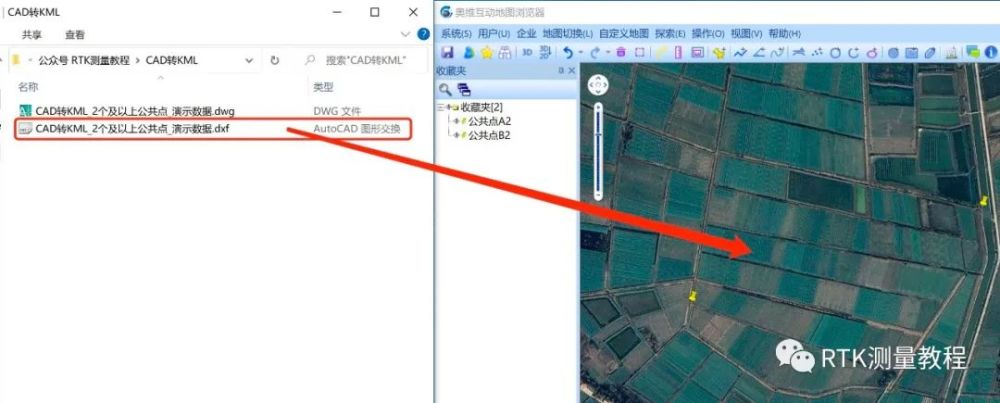 CAD转KML
共享 查看
公众号 RTK测量教程 > CAD转KML
搜索"CAD转KML"
名称 类型
CAD转KML_2个及以上公共点_演示数据.dwg DWG 文件
CAD转KML_2个及以上公共点_演示数据.dxf AutoCAD 图形交换
奥维互动地图浏览器
系统(S) 用户(U) 企业 地图切换(L) 自定义地图 探索(E) 操作(O) 视图(V) 帮助(H)
3D
收藏夹
收藏夹[2]
公共点A2
公共点B2
RTK测量教程